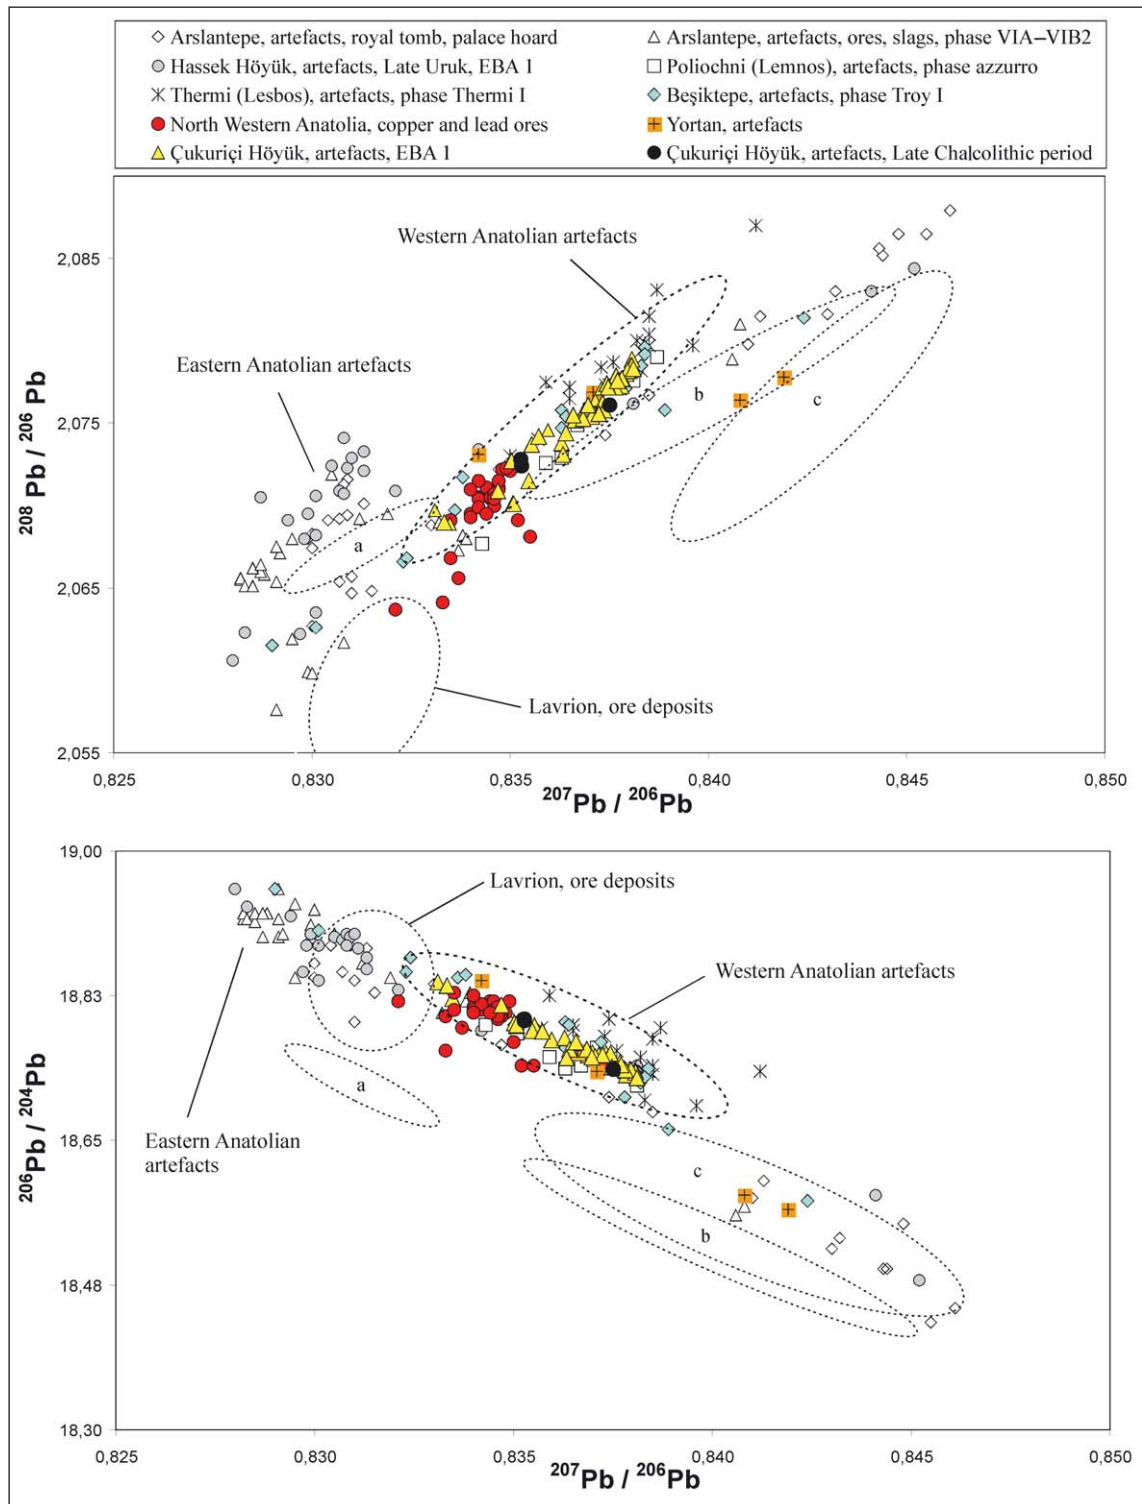 Arslantepe, artefacts, royal tomb, palace hoard
Arslantepe, artefacts, ores, slags, phase VIA–VIB2
Hassek Höyük, artefacts, Late Uruk, EBA 1
Poliochni (Lemnos), artefacts, phase azzurro
Thermi (Lesbos), artefacts, phase Thermi I
Beşiktepe, artefacts, phase Troy I
North Western Anatolia, copper and lead ores
Yortan, artefacts
Çukuriçi Höyük, artefacts, EBA 1
Çukuriçi Höyük, artefacts, Late Chalcolithic period
Western Anatolian artefacts
2,085
Eastern Anatolian artefacts
b
c
2,075
208 Pb / 206 Pb
a
2,065
Lavrion, ore deposits
2,055
0,825
0,830
0,835
0,840
0,845
0,850
207Pb / 206Pb
19,00
Lavrion, ore deposits
Western Anatolian artefacts
18,83
a
206Pb / 204Pb
18,65
Eastern Anatolian
artefacts
c
b
18,48
18,30
0,825
0,830
0,835
0,840
0,845
0,850
207Pb / 206Pb